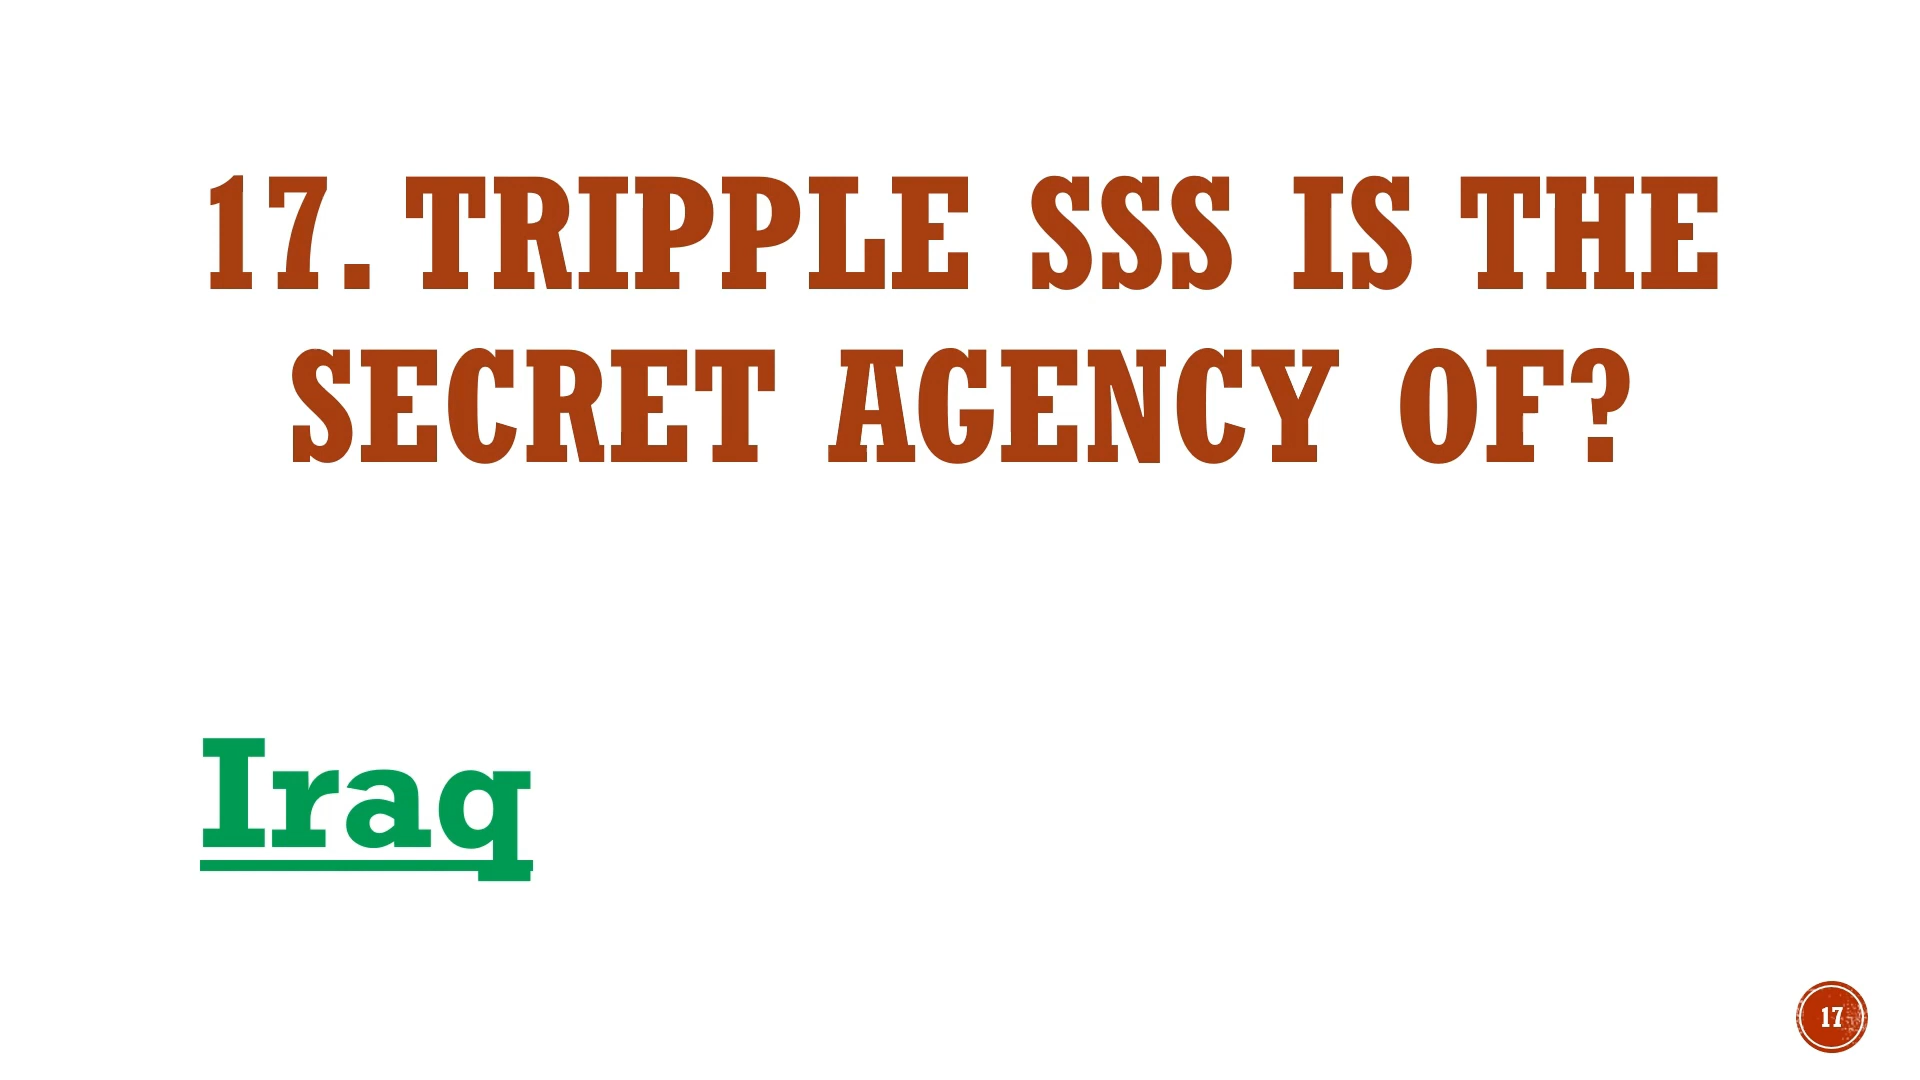 17. TRIPPLE SSS IS THE
SECRET AGENCY OF?
Iraq
17